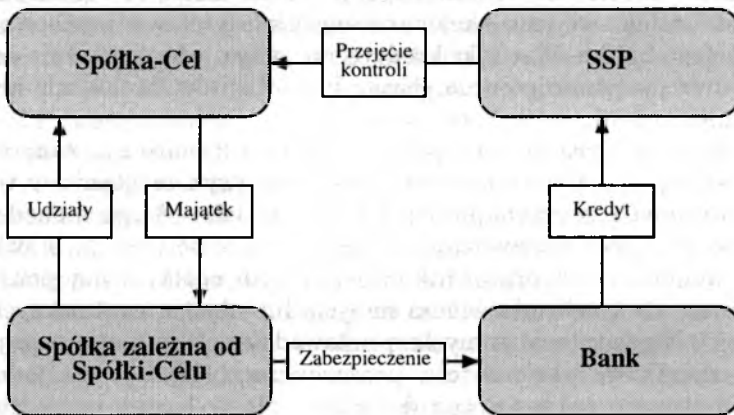 Spółka-Cel
Przejęcie
kontroli
SSP
Udziały
Majątek
Kredyt
Spółka zależna od
Spółki-Celu
Zabezpieczenie
Bank